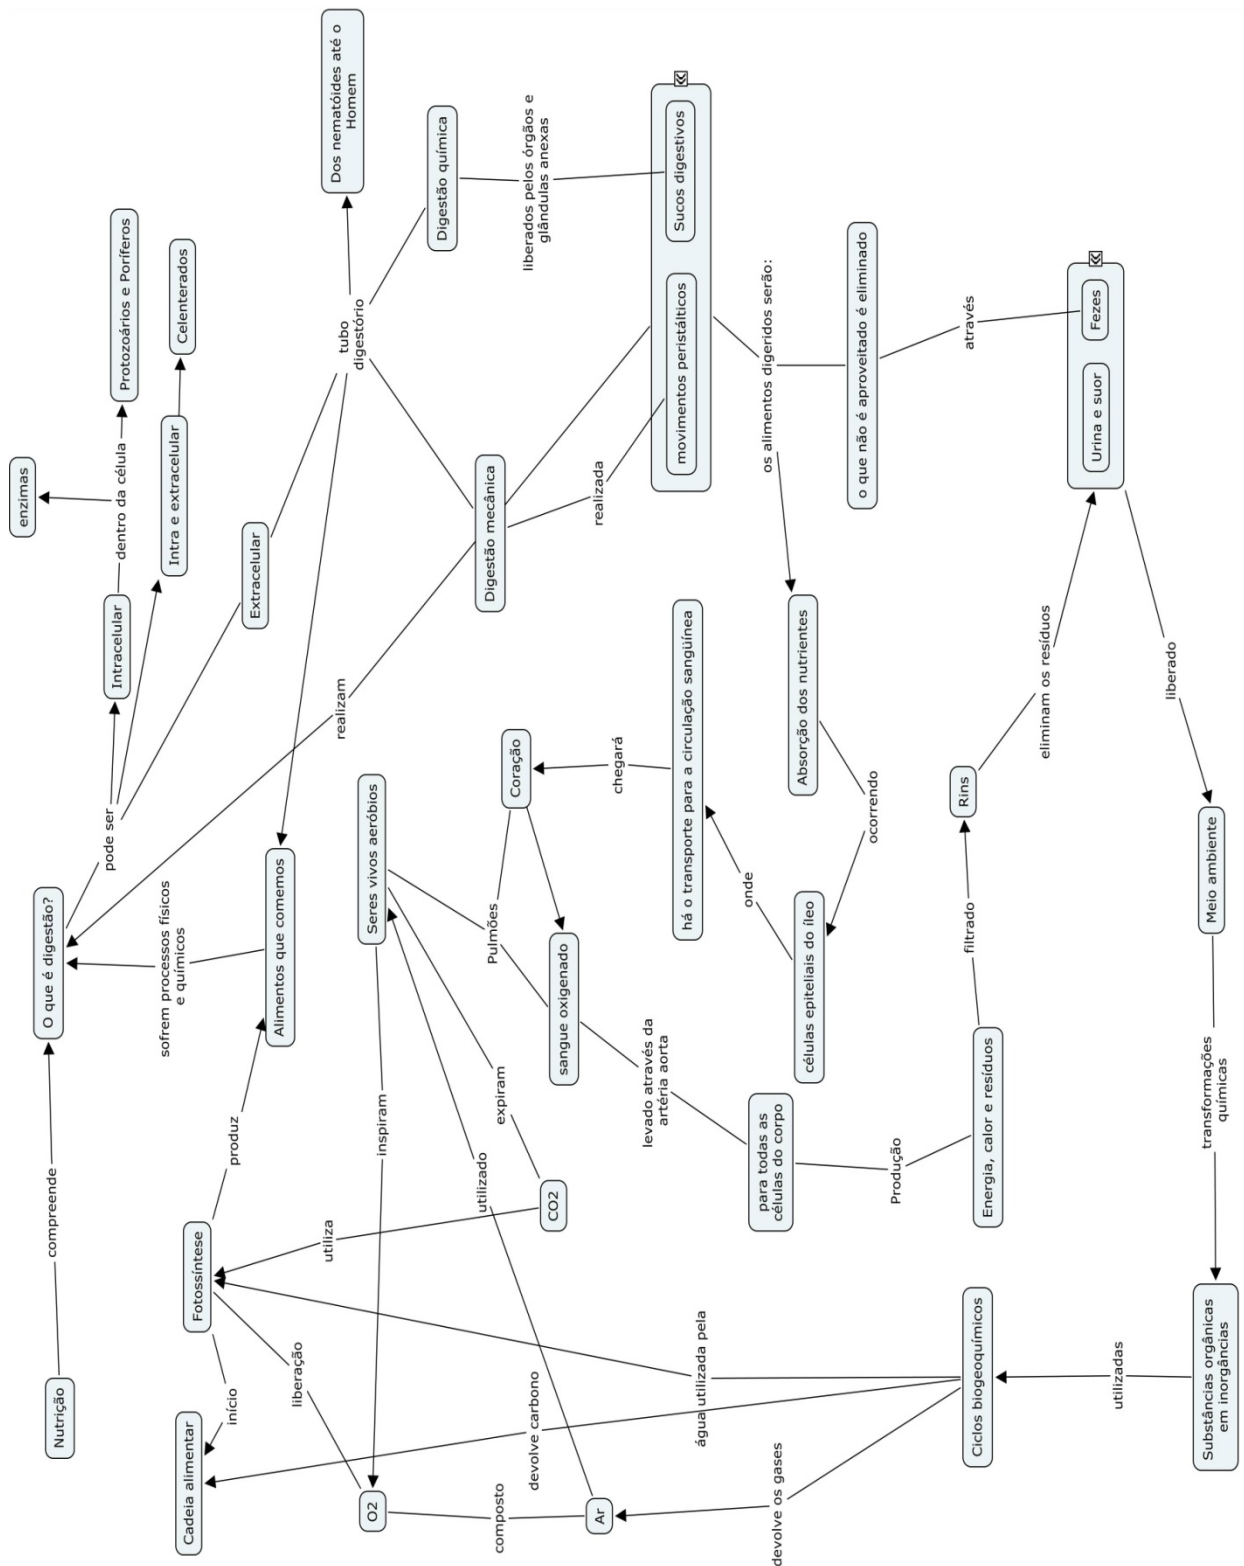 enzimas
Nutrição
compreende
O que é digestão?
pode ser
Intracelular
dentro da célula
Protozoários e Poríferos
sofrem processos físicos
e químicos
Intra e extracelular
Celenterados
Cadeia alimentar
início
Fotossíntese
produz
Alimentos que comemos
Extracelular
liberação
utiliza
realizam
tubo
digestório
Dos nematóides até o
Homem
O2
inspiram
Seres vivos aeróbios
Digestão química
composto
utilizado
expiram
Pulmões
Coração
Digestão mecânica
liberados pelos órgãos e
glândulas anexas
devolve carbono
CO2
sangue oxigenado
Ar
chegará
realizada
água utilizada pela
levado através da
artéria aorta
há o transporte para a circulação sangüínea
movimentos peristálticos
Sucos digestivos
onde
devolve os gases
para todas as
células do corpo
células epiteliais do íleo
Absorção dos nutrientes
os alimentos digeridos serão:
ocorrendo
o que não é aproveitado é eliminado
Produção
Ciclos biogeoquímicos
Energia, calor e resíduos
filtrado
Rins
através
eliminam os resíduos
Urina e suor
Fezes
utilizadas
liberado
Substâncias orgânicas
em inorgâncias
transformações
químicas
Meio ambiente